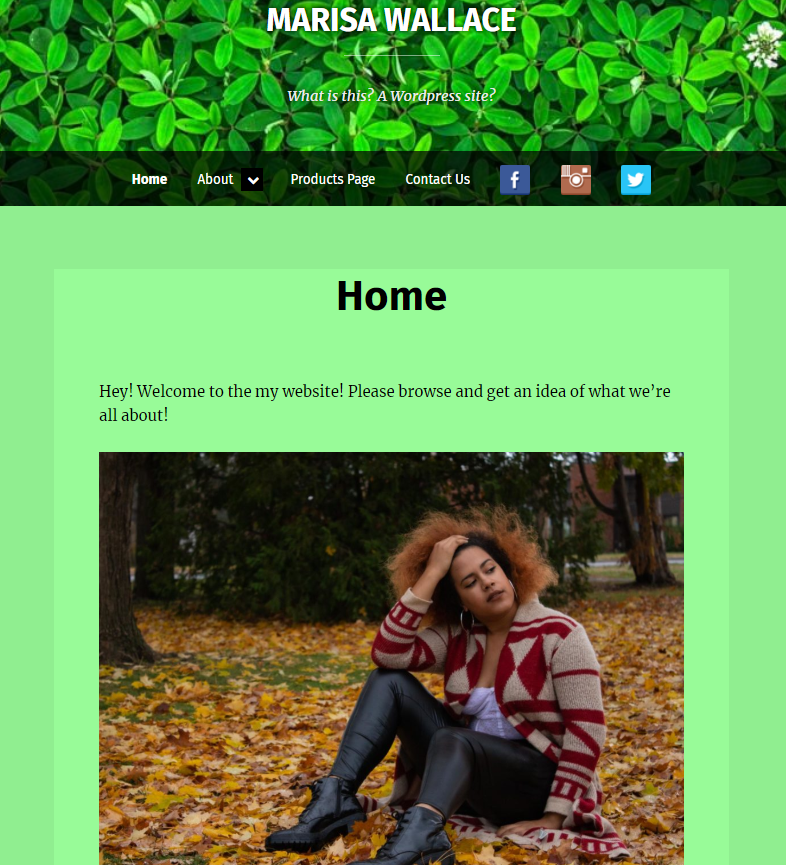 MARISA WALLACE
What is this? A Wordpress site?
Home About Products Page Contact Us
Home
Hey! Welcome to the my website! Please browse and get an idea of what we’re
all about!